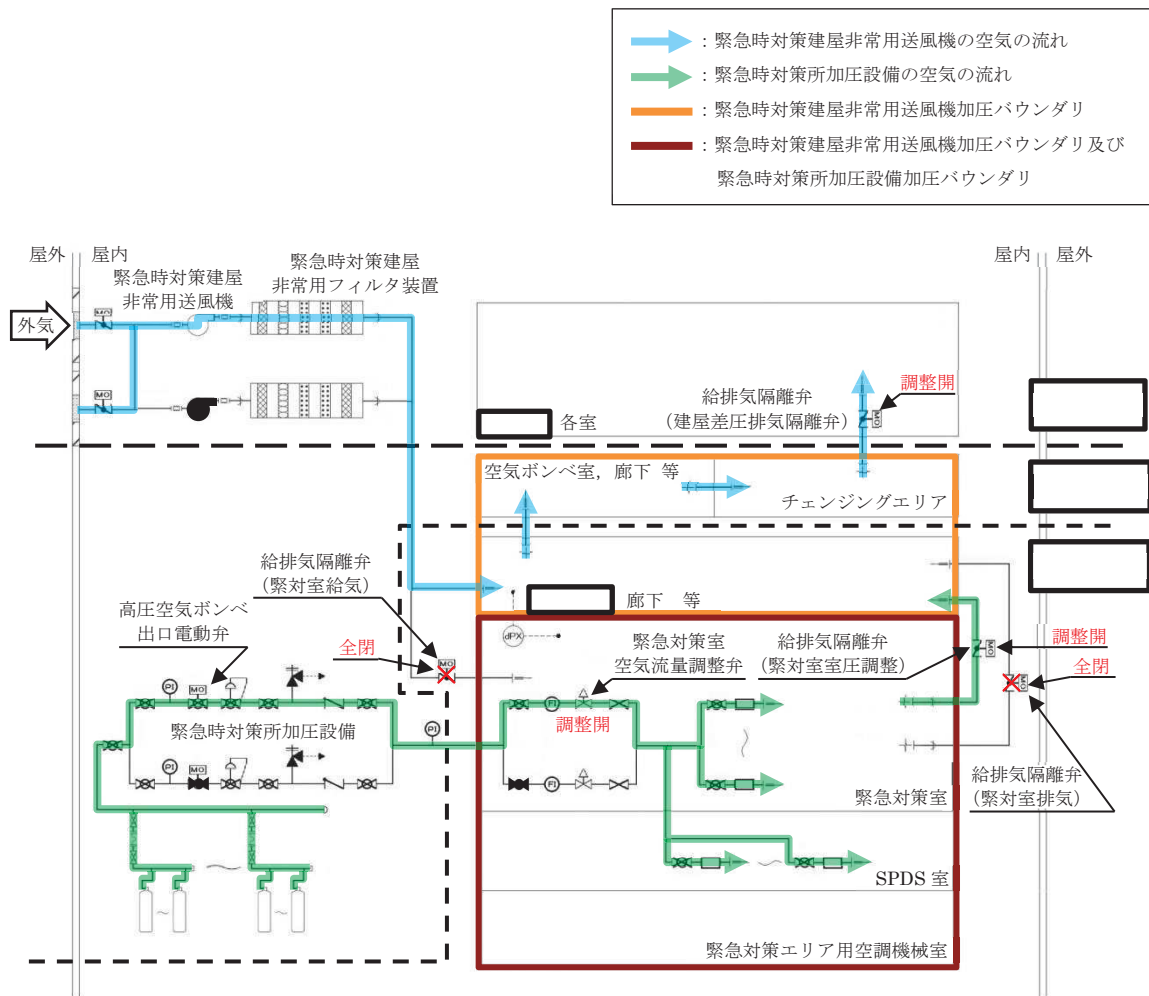 ：緊急時対策建屋非常用送風機の空気の流れ
：緊急時対策所加圧設備の空気の流れ
：緊急時対策建屋非常用送風機加圧バウンダリ
：緊急時対策建屋非常用送風機加圧バウンダリ及び
緊急時対策所加圧設備加圧バウンダリ
屋外
屋内
緊急時対策建屋
非常用送風機
緊急時対策建屋
非常用フィルタ装置
屋内
屋外
外気
MO
MO
給排気隔離弁
（建屋差圧排気隔離弁）
調整開
MO
各室
空気ボンベ室，廊下 等
チェンジングエリア
給排気隔離弁
（緊対室給気）
全閉
MO
廊下 等
dPX
高圧空気ボンベ
出口電動弁
緊急対策室
空気流量調整弁
調整開
給排気隔離弁
（緊対室室圧調整）
調整開
MO
全閉
MO
PI
MO
緊急時対策所加圧設備
PI
MO
PI
FI
FI
給排気隔離弁
（緊対室排気）
緊急対策室
SPDS 室
緊急対策エリア用空調機械室